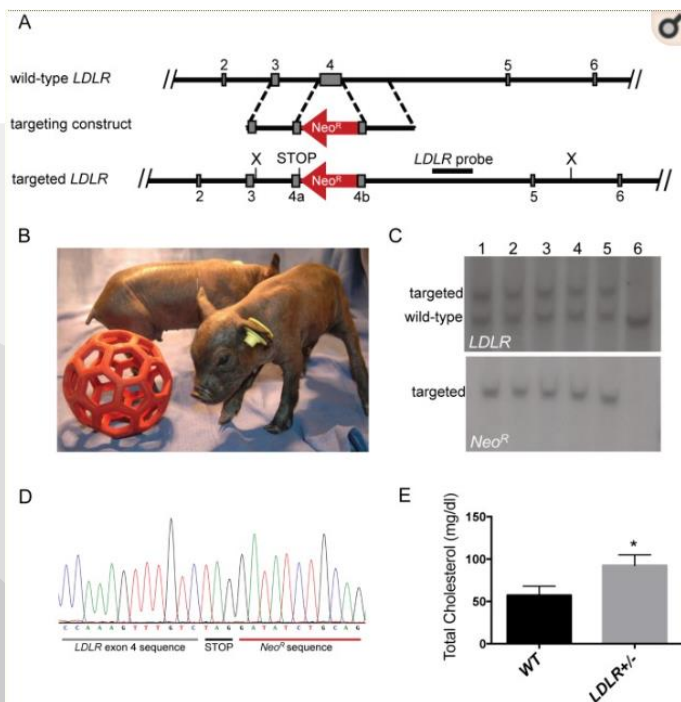 A
2 3 4 5 6
wild-type LDLR
targeting construct
NeoR
X STOP LDLR probe X
targeted LDLR
NeoR
2 3 4a 4b 5 6
B
C
1 2 3 4 5 6
targeted
wild-type
LDLR
targeted
NeoR
D
C C A A A G T T T G T C T A G G A T A T C T G C A G
LDLR exon 4 sequence STOP NeoR sequence
E
Total Cholesterol (mg/dl)
150
100
50
0
*
WT LDLR+/-